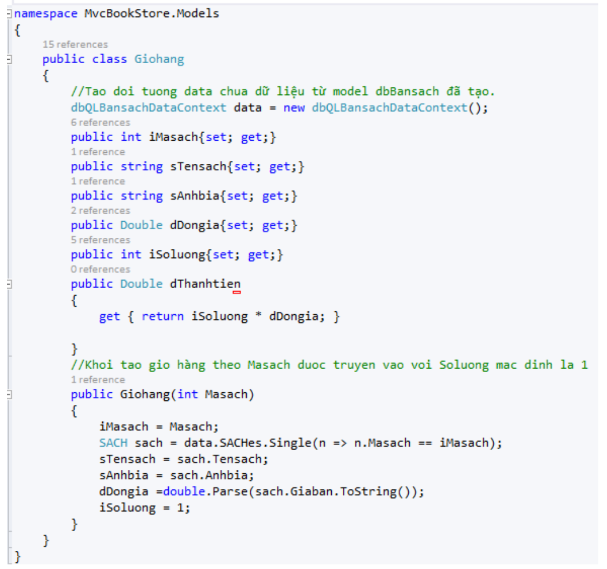 namespace MvcBookStore.Models
{
15 references
public class Giohang
{
//Tao doi tuong data chua dữ liệu từ model dbBansach đã tạo.
dbQLBansachDataContext data = new dbQLBansachDataContext();
6 references
public int iMasach{set; get;}
1 reference
public string sTensach{set; get;}
1 reference
public string sAnhbia{set; get;}
2 references
public Double dDongia{set; get;}
5 references
public int iSoluong{set; get;}
0 references
public Double dThanhtien
{
get { return iSoluong * dDongia; }
}
//Khoi tao gio hàng theo Masach duoc truyen vao voi Soluong mac dinh la 1
1 reference
public Giohang(int Masach)
{
iMasach = Masach;
SACH sach = data.SACHes.Single(n => n.Masach == iMasach);
sTensach = sach.Tensach;
sAnhbia = sach.Anhbia;
dDongia =double.Parse(sach.Giaban.ToString());
iSoluong = 1;
}
}
}